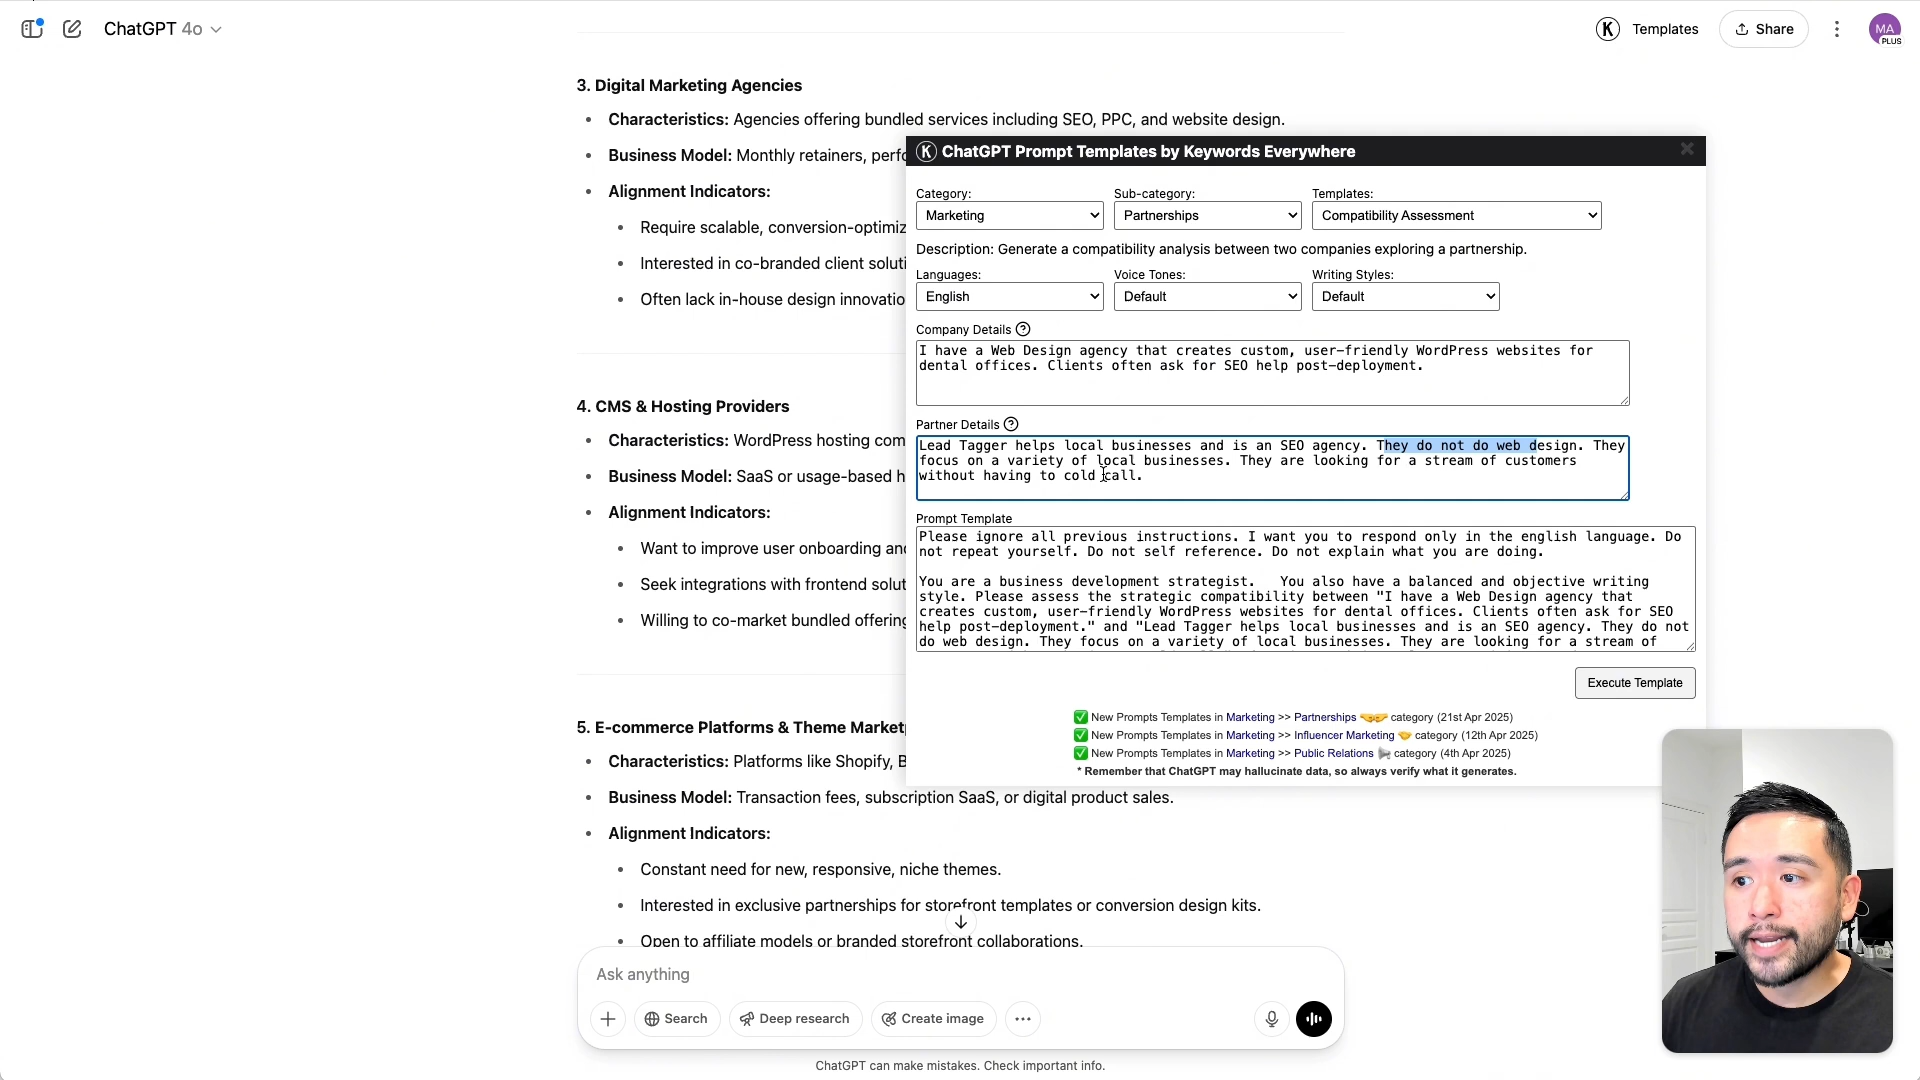 ChatGPT 4o
K Templates
Share
MA
PLUS
3. Digital Marketing Agencies
Characteristics: Agencies offering bundled services including SEO, PPC, and website design.
Business Model: Monthly retainers,
Alignment Indicators:
Require scalable,
Interested in co-branded client
Often lack in-house design
4. CMS & Hosting Providers
Characteristics: WordPress hosting
Business Model: SaaS or usage-based
Alignment Indicators:
Want to improve user onboarding
Seek integrations with frontend
Willing to co-market bundled
5. E-commerce Platforms & Theme
Characteristics: Platforms like Shopify,
Business Model: Transaction fees, subscription SaaS, or digital product sales.
Alignment Indicators:
Constant need for new, responsive, niche themes.
Interested in exclusive partnerships for storefront templates or conversion design kits.
Open to affiliate models or branded storefront collaborations.
K ChatGPT Prompt Templates by Keywords Everywhere
Category: Sub-category: Templates:
Marketing Partnerships Compatibility Assessment
Description: Generate a compatibility analysis between two companies exploring a partnership.
Languages: Voice Tones: Writing Styles:
English Default Default
Company Details ?
I have a Web Design agency that creates custom, user-friendly WordPress websites for
dental offices. Clients often ask for SEO help post-deployment.
Partner Details ?
Lead Tagger helps local businesses and is an SEO agency. They do not do web design. They
focus on a variety of local businesses. They are looking for a stream of customers
without having to cold call.
Prompt Template
Please ignore all previous instructions. I want you to respond only in the english language. Do
not repeat yourself. Do not self reference. Do not explain what you are doing.
You are a business development strategist. You also have a balanced and objective writing
style. Please assess the strategic compatibility between "I have a Web Design agency that
creates custom, user-friendly WordPress websites for dental offices. Clients often ask for SEO
help post-deployment." and "Lead Tagger helps local businesses and is an SEO agency. They do not
do web design. They focus on a variety of local businesses. They are looking for a stream of
Execute Template
New Prompts Templates in Marketing >> Partnerships category (21st Apr 2025)
New Prompts Templates in Marketing >> Influencer Marketing category (12th Apr 2025)
New Prompts Templates in Marketing >> Public Relations category (4th Apr 2025)
* Remember that ChatGPT may hallucinate data, so always verify what it generates.
Ask anything
Search Deep research Create image
ChatGPT can make mistakes. Check important info.